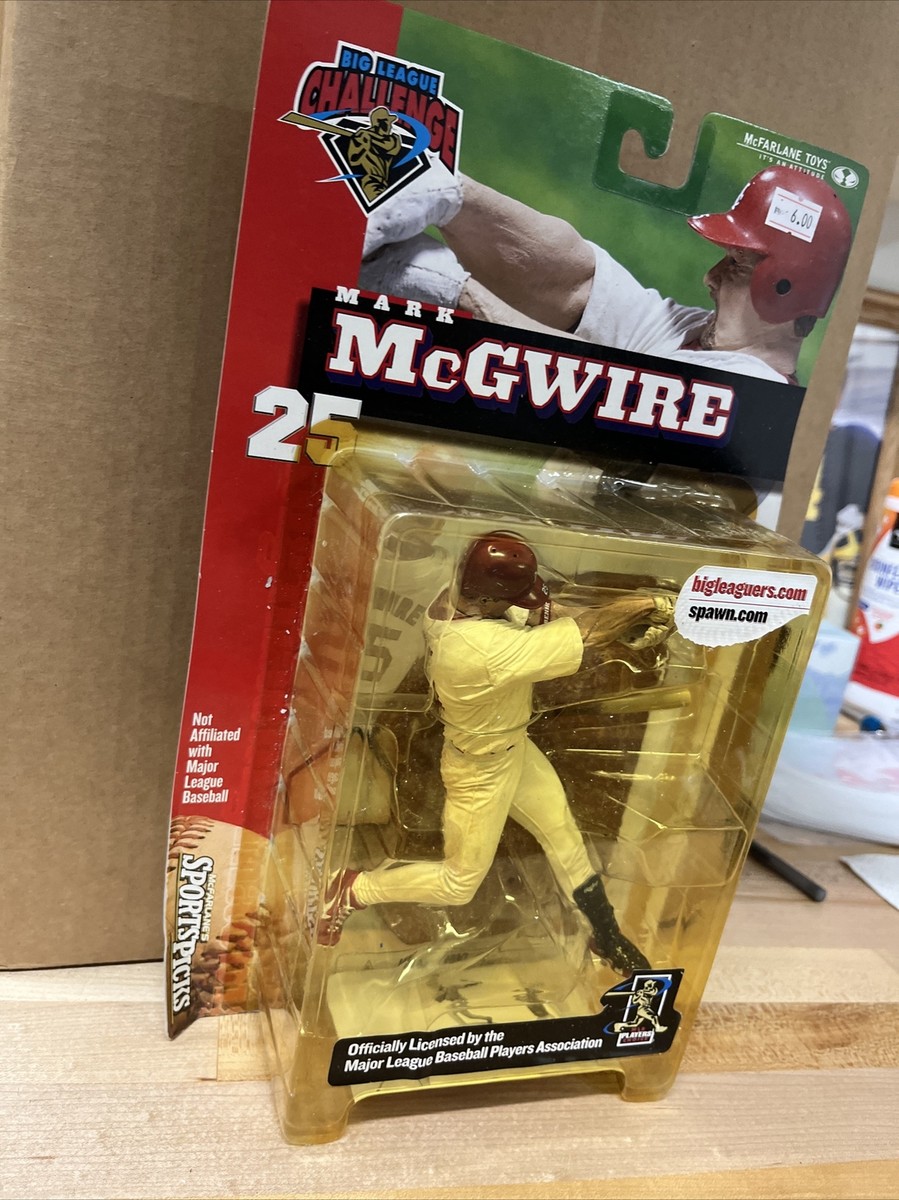 BIG LEAGUE
CHALLENGE
McFARLANE TOYS
IT'S AN ATTITUDE
6.00
MARK
McGWIRE
25
bigleaguers.com
spawn.com
Not
Affiliated
with
Major
League
Baseball
McFARLANE'S
SPORTSPICKS
Officially Licensed by the
Major League Baseball Players Association
PLAYERS